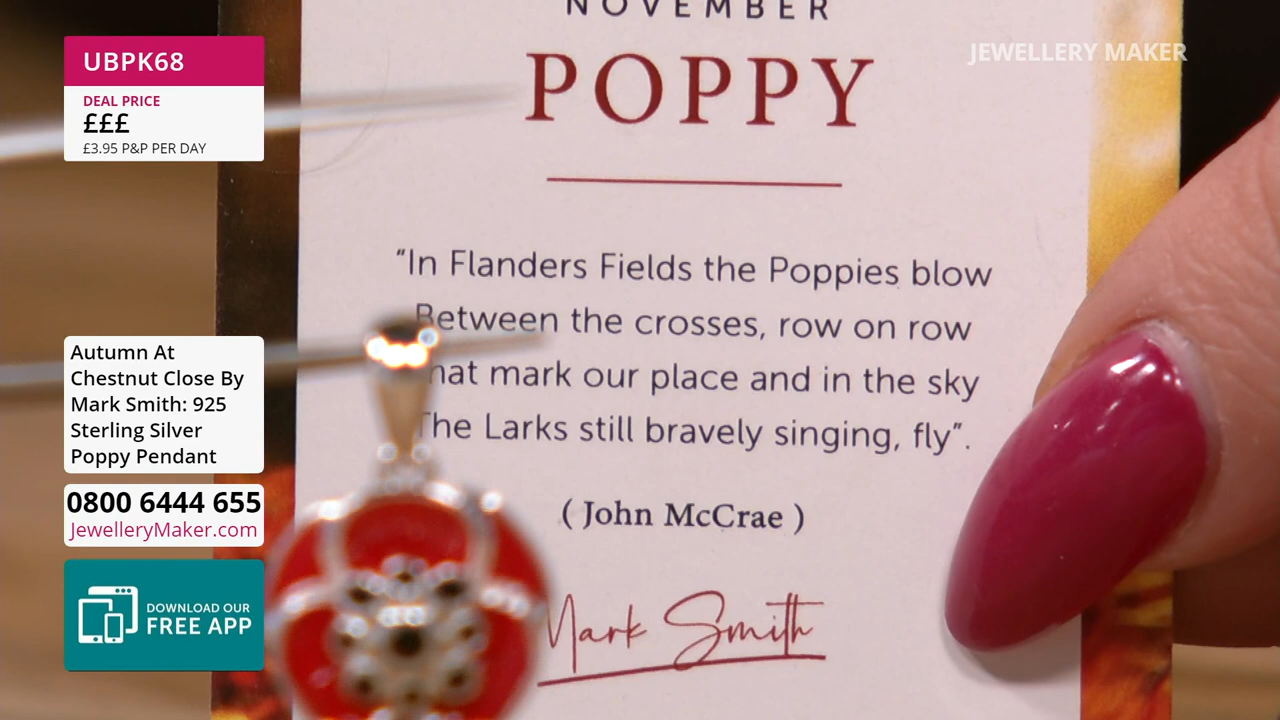 UBPK68
DEAL PRICE
£££
£3.95 P&P PER DAY
Autumn At
Chestnut Close By
Mark Smith: 925
Sterling Silver
Poppy Pendant
0800 6444 655
JewelleryMaker.com
DOWNLOAD OUR
FREE APP
JEWELLERY MAKER
NOVEMBER
POPPY
“In Flanders Fields the Poppies blow
Between the crosses, row on row
hat mark our place and in the sky
The Larks still bravely singing, fly”.
( John McCrae )
Mark Smith